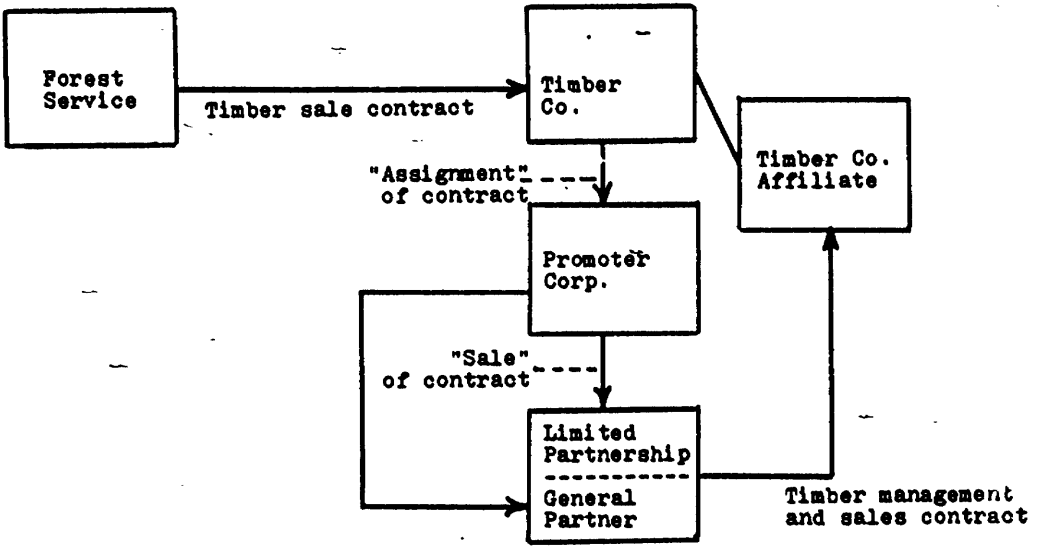 Forest
Service
Timber sale contract
Timber
Co.
Timber Co.
Affiliate
"Assignment"
of contract
Promoter
Corp.
"Sale"
of contract
Limited
Partnership
General
Partner
Timber management
and sales contract